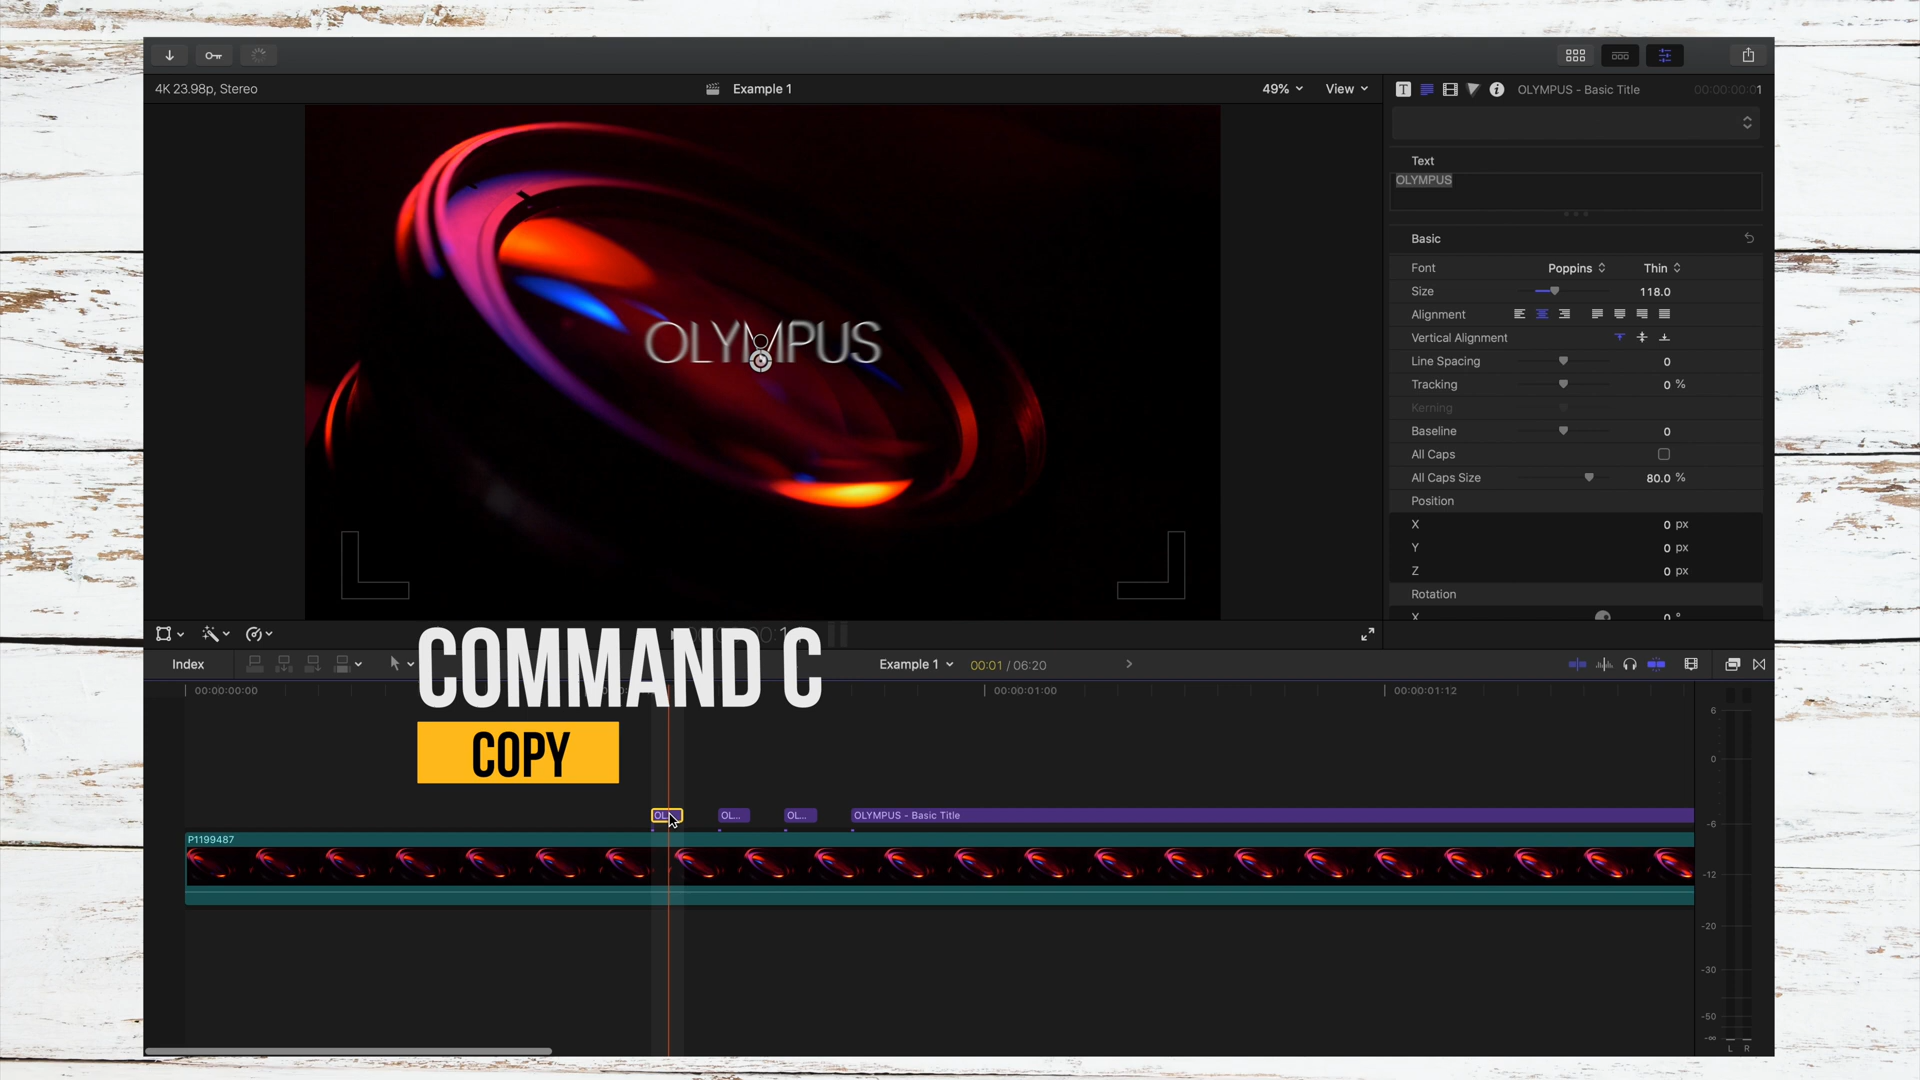 4K 23.98p, Stereo
Example 1
49%
View
OLYMPUS - Basic Title
00:00:00:01
Text
OLYMPUS
Basic
Font
Poppins
Thin
Size
118.0
Alignment
Vertical Alignment
Line Spacing
0
Tracking
0 %
Kerning
Baseline
0
All Caps
All Caps Size
80.0 %
Position
X
0 px
Y
0 px
Z
0 px
Rotation
X
0 °
OLYMPUS
COMMAND C
COPY
Index
Example 1
00:01 / 06:20
00:00:00:00
00:00:01:00
00:00:01:12
OL...
OL...
OLYMPUS - Basic Title
P1199487
6
0
-6
-12
-20
-30
-50
-∞
L R